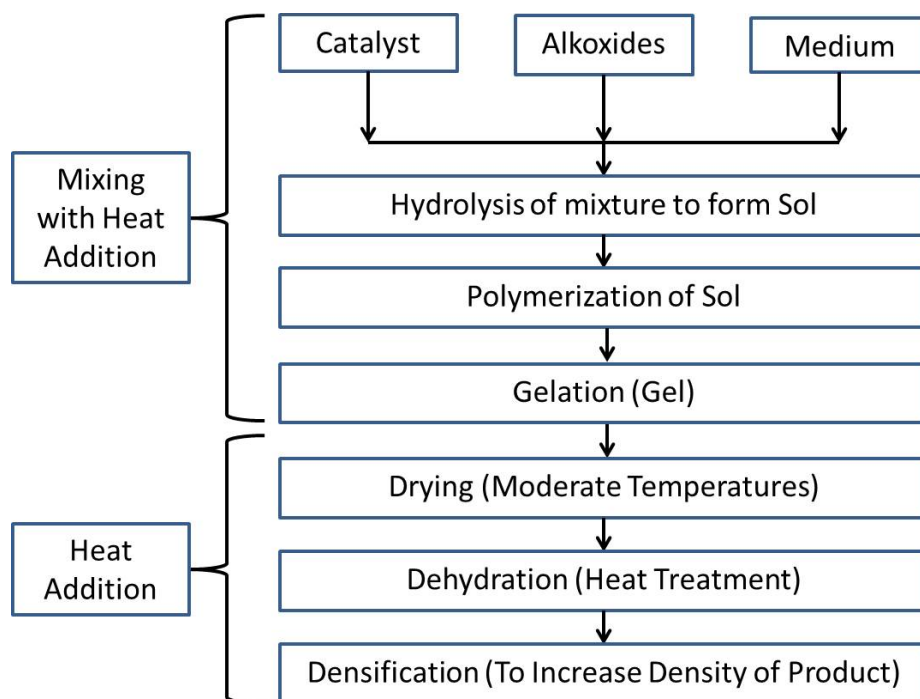 Catalyst
Alkoxides
Medium
Mixing
with Heat
Addition
Hydrolysis of mixture to form Sol
Polymerization of Sol
Gelation (Gel)
Heat
Addition
Drying (Moderate Temperatures)
Dehydration (Heat Treatment)
Densification (To Increase Density of Product)